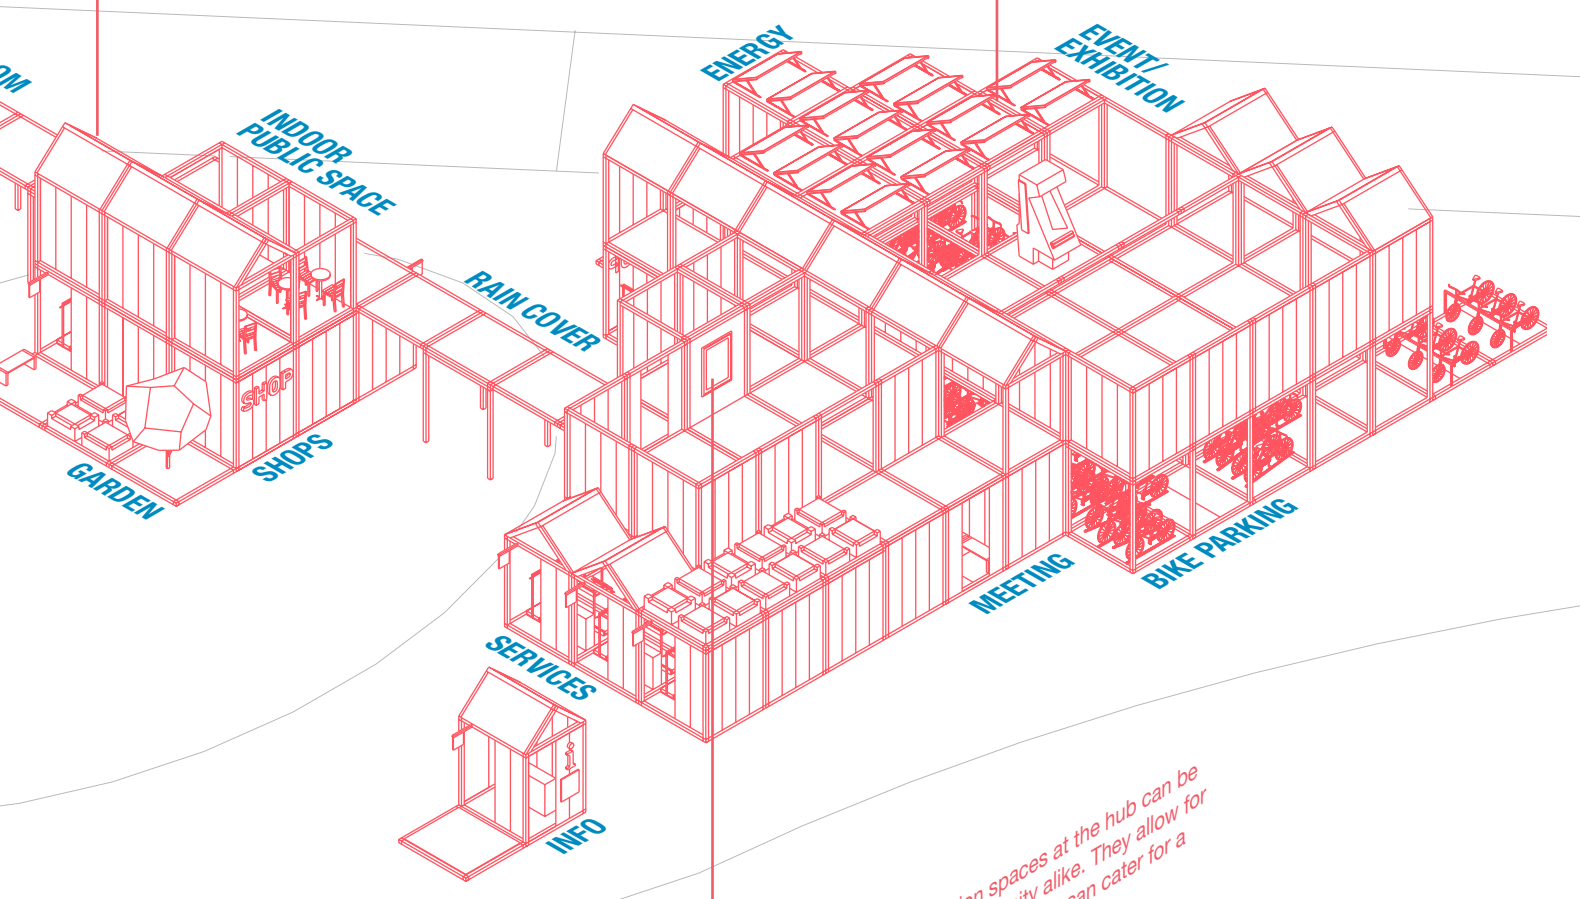 ENERGY
EVENT/
EXHIBITION
INDOOR
PUBLIC SPACE
RAIN COVER
SHOP
GARDEN
SHOPS
MEETING
BIKE PARKING
SERVICES
i
INFO
spaces at the hub can be
alike. They allow for
can cater for a